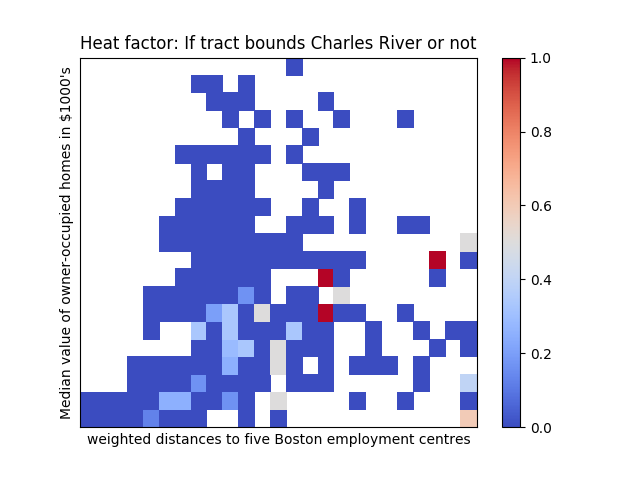 Heat factor: If tract bounds Charles River or not
Median value of owner-occupied homes in $1000's
weighted distances to five Boston employment centres
1.0
0.8
0.6
0.4
0.2
0.0